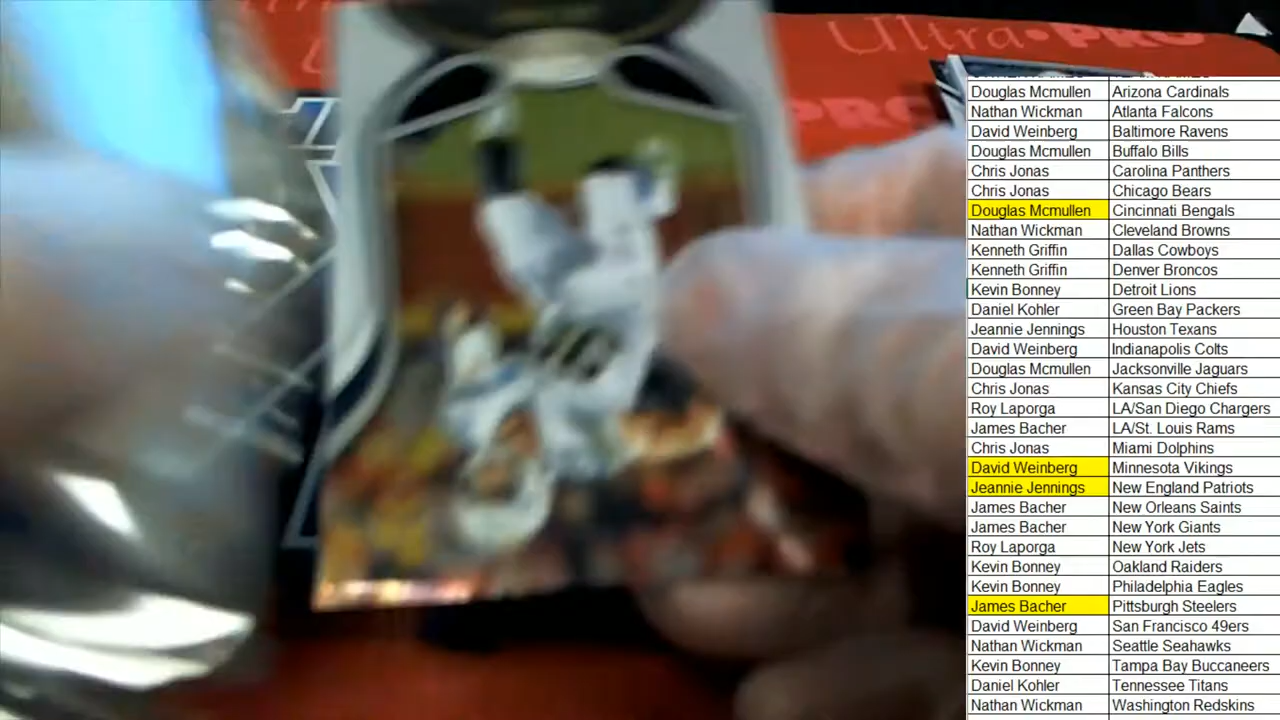 Ultra PRO
PRO
Douglas Mcmullen Arizona Cardinals
Nathan Wickman Atlanta Falcons
David Weinberg Baltimore Ravens
Douglas Mcmullen Buffalo Bills
Chris Jonas Carolina Panthers
Chris Jonas Chicago Bears
Douglas Mcmullen Cincinnati Bengals
Nathan Wickman Cleveland Browns
Kenneth Griffin Dallas Cowboys
Kenneth Griffin Denver Broncos
Kevin Bonney Detroit Lions
Daniel Kohler Green Bay Packers
Jeannie Jennings Houston Texans
David Weinberg Indianapolis Colts
Douglas Mcmullen Jacksonville Jaguars
Chris Jonas Kansas City Chiefs
Roy Laporga LA/San Diego Chargers
James Bacher LA/St. Louis Rams
Chris Jonas Miami Dolphins
David Weinberg Minnesota Vikings
Jeannie Jennings New England Patriots
James Bacher New Orleans Saints
James Bacher New York Giants
Roy Laporga New York Jets
Kevin Bonney Oakland Raiders
Kevin Bonney Philadelphia Eagles
James Bacher Pittsburgh Steelers
David Weinberg San Francisco 49ers
Nathan Wickman Seattle Seahawks
Kevin Bonney Tampa Bay Buccaneers
Daniel Kohler Tennessee Titans
Nathan Wickman Washington Redskins